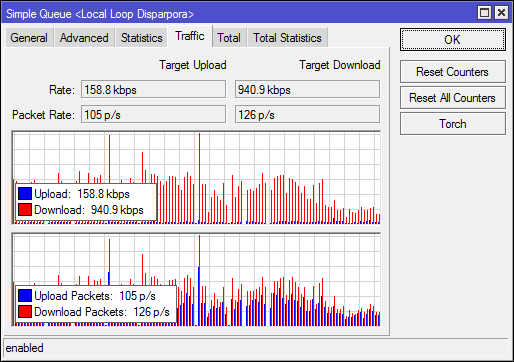 Simple Queue <Local Loop Disparpora>
General Advanced Statistics Traffic Total Total Statistics
OK
Reset Counters
Reset All Counters
Torch
Target Upload Target Download
Rate: 158.8 kbps 940.9 kbps
Packet Rate: 105 p/s 126 p/s
Upload: 158.8 kbps
Download: 940.9 kbps
Upload Packets: 105 p/s
Download Packets: 126 p/s
enabled